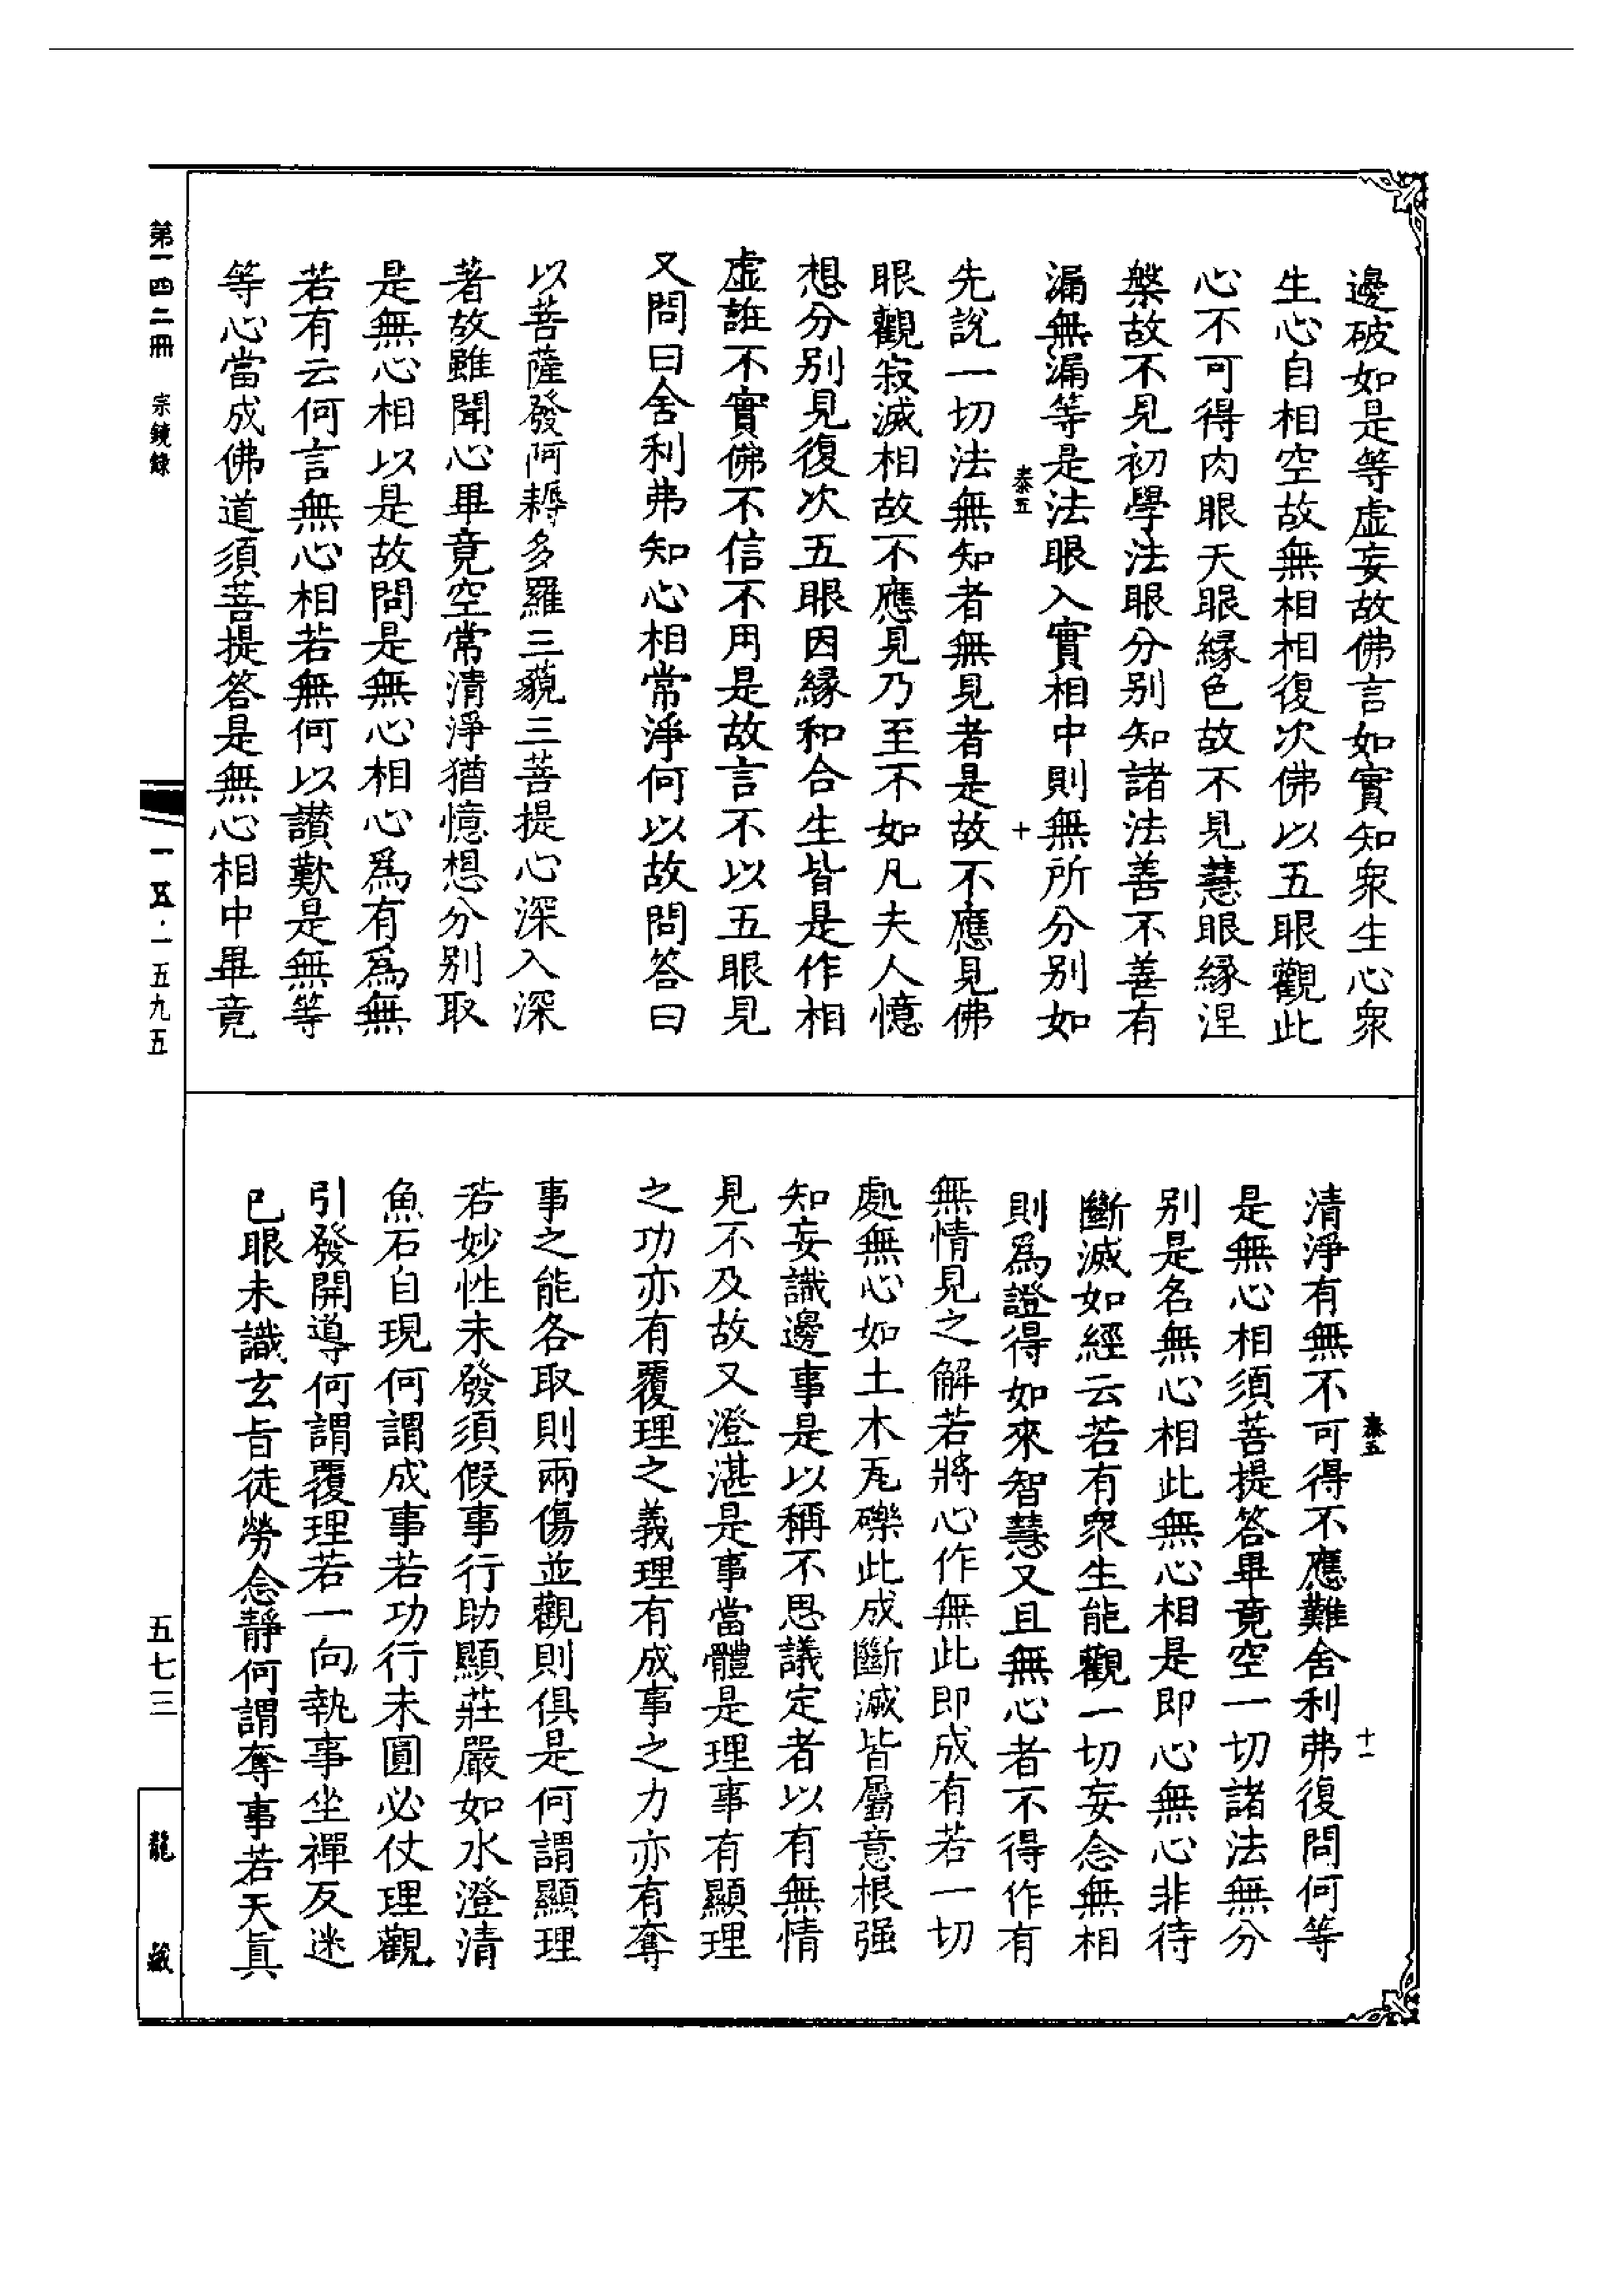 邊破如是等虛妄故佛言如實知衆生心衆
生心自相空故無相相復次佛以五眼觀此
心不可得肉眼天眼緣色故不見慧眼緣涅
槃故不見初學法眼分別知諸法善不善有
漏無漏等是法眼入實相中則無所分別如
泰五
十
先說一切法無知者無見者是故不應見佛
眼觀寂滅相故不應見乃至不如凡夫人憶
想分別見復次五眼因緣和合生皆是作相
虛誑不實佛不信不用是故言不以五眼見
又問曰舍利弗知心相常淨何以故問答曰
以菩薩發阿耨多羅三藐三菩提心深入深
著故雖聞心畢竟空常清淨猶憶想分別取
是無心相以是故問是無心相心爲有爲無
若有云何言無心相若無何以讚歎是無等
等心當成佛道須菩提答是無心相中畢竟
泰五
十一
清淨有無不可得不應難舍利弗復問何等
是無心相須菩提答畢竟空一切諸法無分
別是名無心相此無心相是即心無心非待
斷滅如經云若有衆生能觀一切妄念無相
則爲證得如來智慧又且無心者不得作有
無情見之解若將心作無此即成有若一切
處無心如土木瓦礫此成斷滅皆屬意根强
知妄識邊事是以稱不思議定者以有無情
見不及故又澄湛是事當體是理事有顯理
之功亦有覆理之義理有成事之力亦有奪
事之能各取則兩傷並觀則俱是何謂顯理
若妙性未發須假事行助顯莊嚴如水澄清
魚石自現何謂成事若功行未圓必仗理觀
引發開導何謂覆理若一向執事坐禪反迷
己眼未識玄旨徒勞念靜何謂奪事若天眞
第一四二冊　宗鏡錄
一五·一五九五
五七三
龍藏